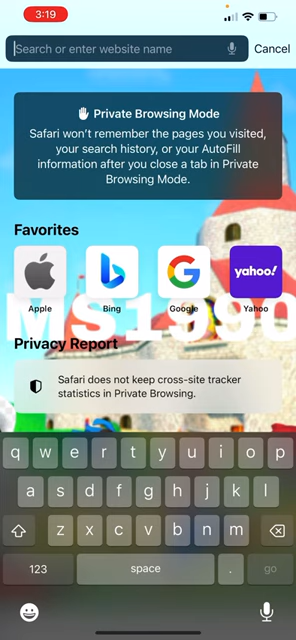 3:19
Search or enter website name
Cancel
Private Browsing Mode
Safari won't remember the pages you visited,
your search history, or your AutoFill
information after you close a tab in Private
Browsing Mode.
Favorites
yahoo!
Apple
Bing
Google
Yahoo
MS1990
Privacy Report
Safari does not keep cross-site tracker
statistics in Private Browsing.
q w e r t y u i o p
a s d f g h j k l
z x c v b n m
123
space
.
go